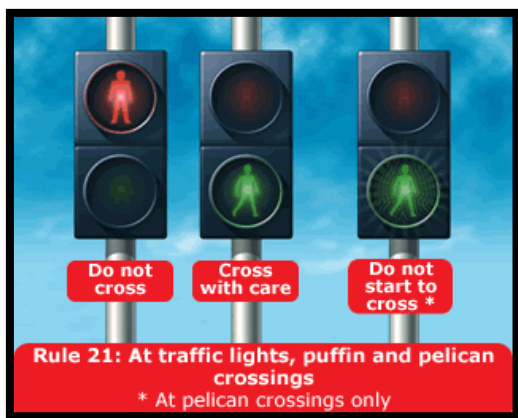 Do not
cross
Cross
with care
Do not
start to
cross *
Rule 21: At traffic lights, puffin and pelican
crossings
* At pelican crossings only